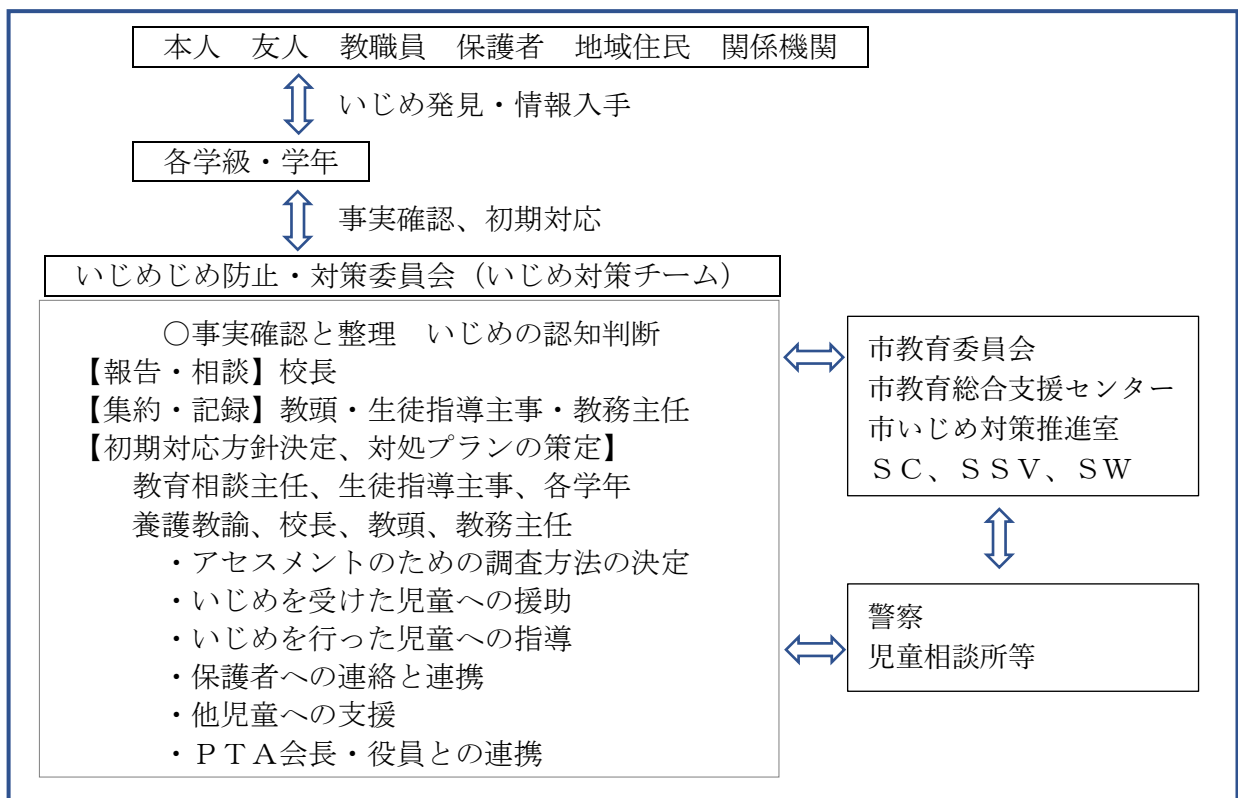 本人　友人　教職員　保護者　地域住民　関係機関
いじめ発見・情報入手
各学級・学年
事実確認、初期対応
いじめじめ防止・対策委員会（いじめ対策チーム）
○事実確認と整理　いじめの認知判断
【報告・相談】校長
【集約・記録】教頭・生徒指導主事・教務主任
【初期対応方針決定、対処プランの策定】
教育相談主任、生徒指導主事、各学年
養護教諭、校長、教頭、教務主任
・アセスメントのための調査方法の決定
・いじめを受けた児童への援助
・いじめを行った児童への指導
・保護者への連絡と連携
・他児童への支援
・ＰＴＡ会長・役員との連携
市教育委員会
市教育総合支援センター
市いじめ対策推進室
ＳＣ、ＳＳＶ、ＳＷ
警察
児童相談所等